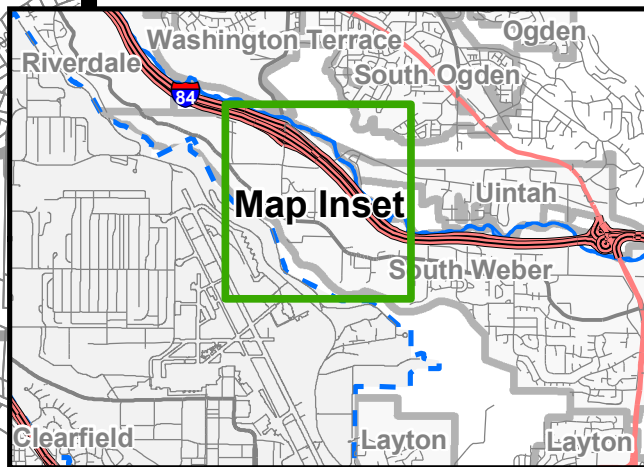 Washington Terrace
Ogden
Riverdale
South Ogden
84
Map Inset
Uintah
South Weber
Clearfield
Layton
Layton